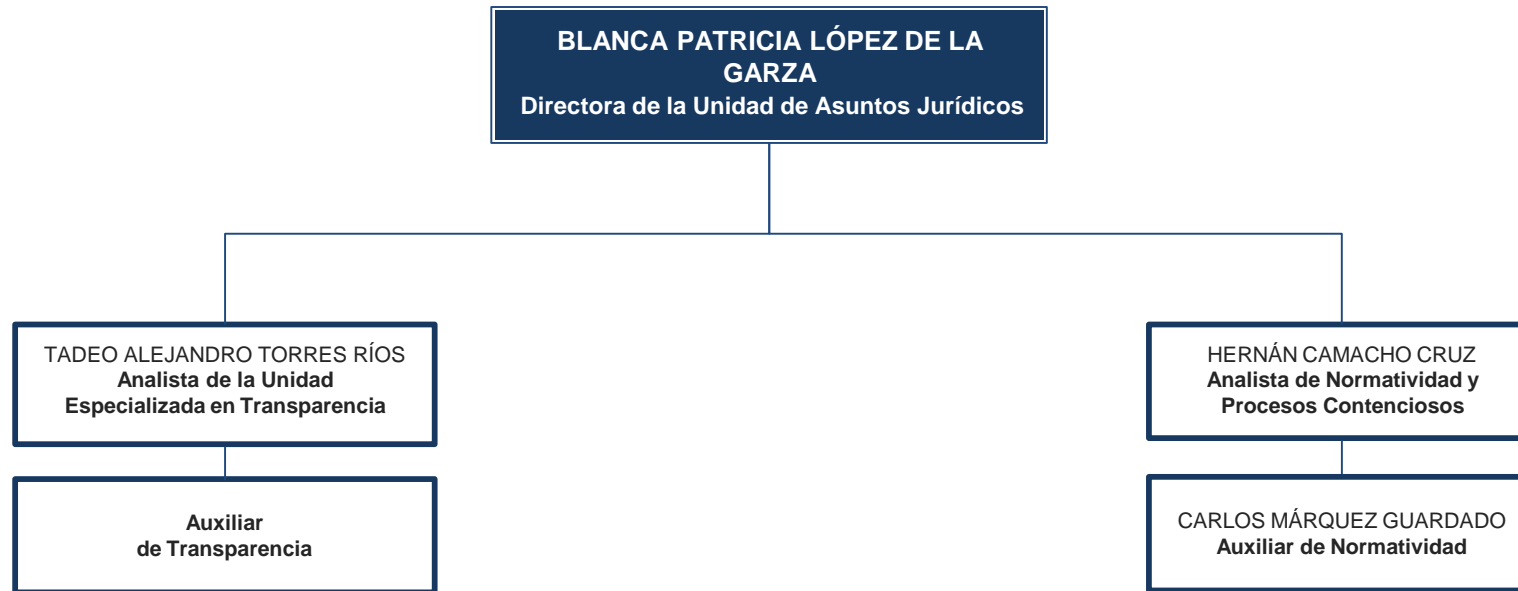 BLANCA PATRICIA LÓPEZ DE LA
GARZA
Directora de la Unidad de Asuntos Jurídicos
TADEO ALEJANDRO TORRES RÍOS
Analista de la Unidad
Especializada en Transparencia
HERNÁN CAMACHO CRUZ
Analista de Normatividad y
Procesos Contenciosos
Auxiliar
de Transparencia
CARLOS MÁRQUEZ GUARDADO
Auxiliar de Normatividad